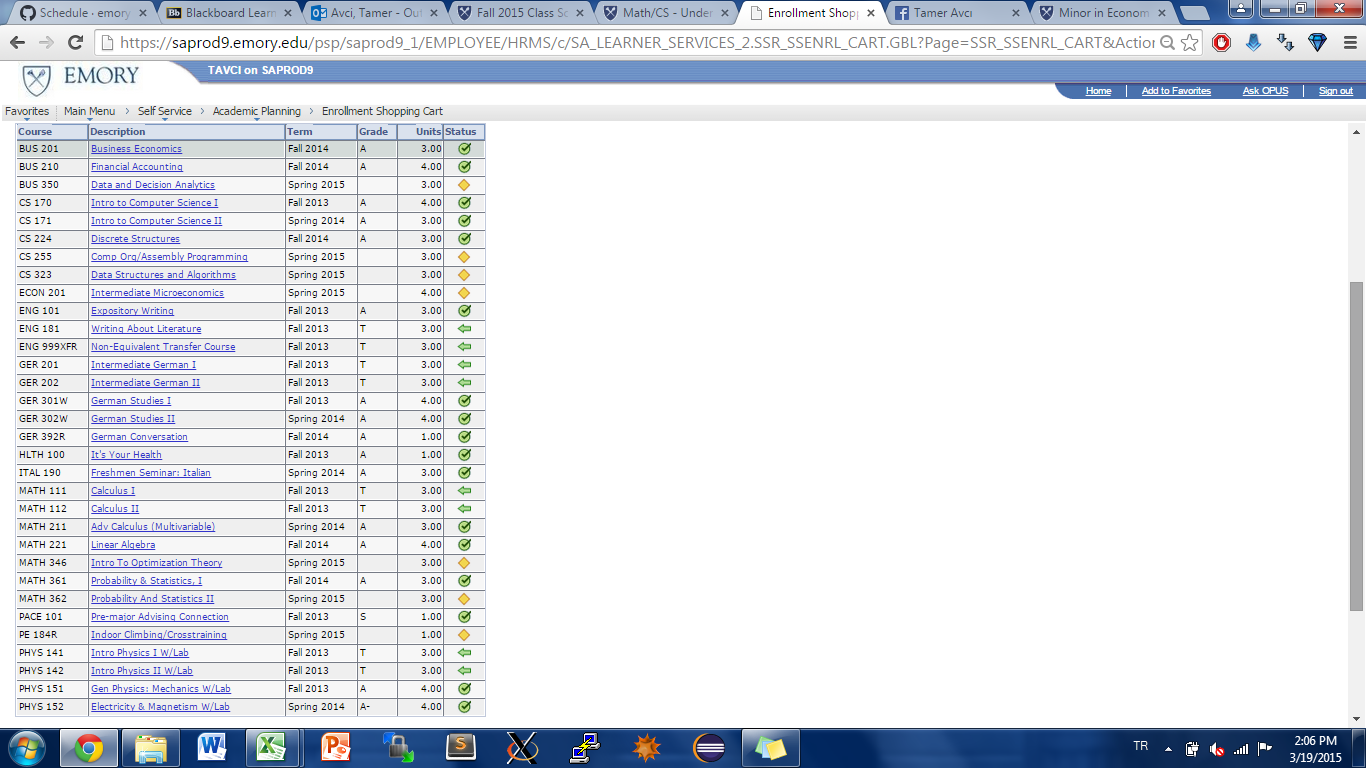 Schedule · emory
Blackboard Learn
Avci, Tamer - Out
Fall 2015 Class Sc
Math/CS - Under
Enrollment Shopp
Tamer Avcı
Minor in Econom
https://saprod9.emory.edu/psp/saprod9_1/EMPLOYEE/HRMS/c/SA_LEARNER_SERVICES_2.SSR_SSENRL_CART.GBL?Page=SSR_SSENRL_CART&Action
EMORY
TAVCI on SAPROD9
Home Add to Favorites Ask OPUS Sign out
Favorites Main Menu > Self Service > Academic Planning > Enrollment Shopping Cart
Course Description Term Grade Units Status
BUS 201 Business Economics Fall 2014 A 3.00
BUS 210 Financial Accounting Fall 2014 A 4.00
BUS 350 Data and Decision Analytics Spring 2015 3.00
CS 170 Intro to Computer Science I Fall 2013 A 4.00
CS 171 Intro to Computer Science II Spring 2014 A 3.00
CS 224 Discrete Structures Fall 2014 A 3.00
CS 255 Comp Org/Assembly Programming Spring 2015 3.00
CS 323 Data Structures and Algorithms Spring 2015 3.00
ECON 201 Intermediate Microeconomics Spring 2015 4.00
ENG 101 Expository Writing Fall 2013 A 3.00
ENG 181 Writing About Literature Fall 2013 T 3.00
ENG 999XFR Non-Equivalent Transfer Course Fall 2013 T 3.00
GER 201 Intermediate German I Fall 2013 T 3.00
GER 202 Intermediate German II Fall 2013 T 3.00
GER 301W German Studies I Fall 2013 A 4.00
GER 302W German Studies II Spring 2014 A 4.00
GER 392R German Conversation Fall 2014 A 1.00
HLTH 100 It's Your Health Fall 2013 A 1.00
ITAL 190 Freshmen Seminar: Italian Spring 2014 A 3.00
MATH 111 Calculus I Fall 2013 T 3.00
MATH 112 Calculus II Fall 2013 T 3.00
MATH 211 Adv Calculus (Multivariable) Spring 2014 A 3.00
MATH 221 Linear Algebra Fall 2014 A 4.00
MATH 346 Intro To Optimization Theory Spring 2015 3.00
MATH 361 Probability & Statistics, I Fall 2014 A 3.00
MATH 362 Probability And Statistics II Spring 2015 3.00
PACE 101 Pre-major Advising Connection Fall 2013 S 1.00
PE 184R Indoor Climbing/Crosstraining Spring 2015 1.00
PHYS 141 Intro Physics I W/Lab Fall 2013 T 3.00
PHYS 142 Intro Physics II W/Lab Fall 2013 T 3.00
PHYS 151 Gen Physics: Mechanics W/Lab Fall 2013 A 4.00
PHYS 152 Electricity & Magnetism W/Lab Spring 2014 A- 4.00
TR
2:06 PM
3/19/2015